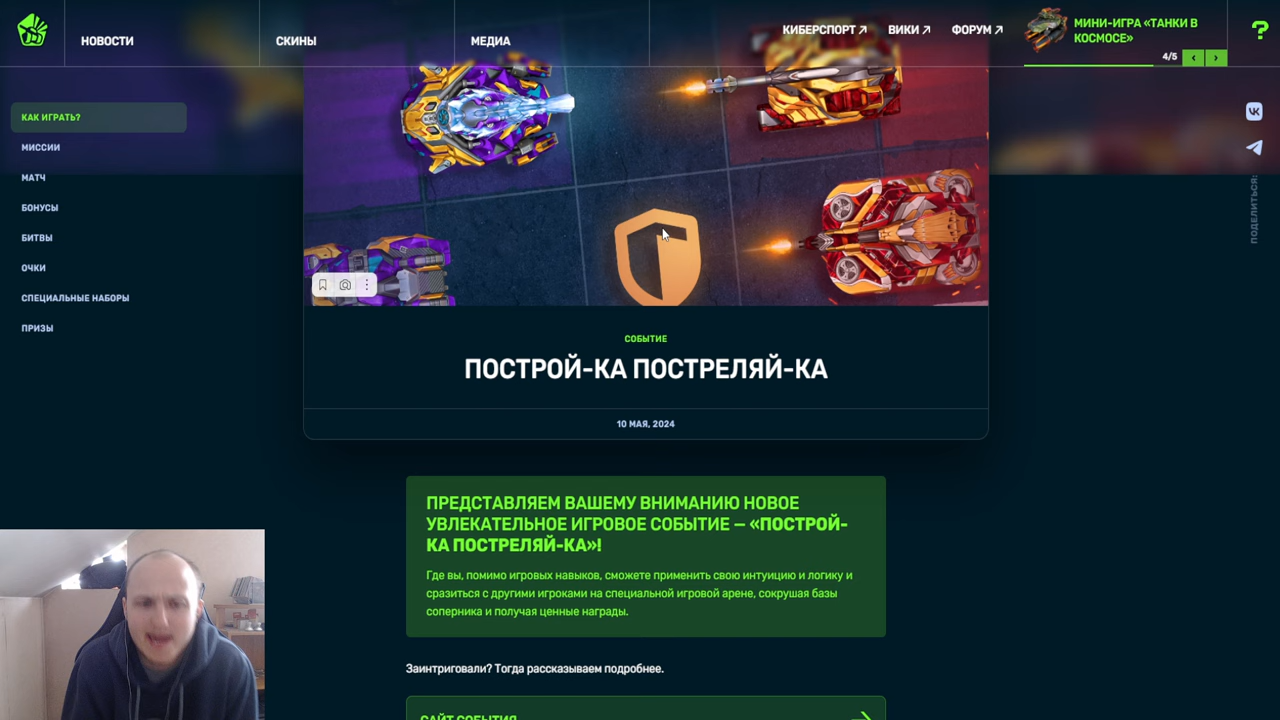 НОВОСТИ
СКИНЫ
МЕДИА
КИБЕРСПОРТ ↗
ВИКИ ↗
ФОРУМ ↗
МИНИ-ИГРА «ТАНКИ В
КОСМОСЕ»
4/5
‹ ›
?
КАК ИГРАТЬ?
МИССИИ
МАТЧ
БОНУСЫ
БИТВЫ
ОЧКИ
СПЕЦИАЛЬНЫЕ НАБОРЫ
ПРИЗЫ
ПОДЕЛИТЬСЯ:
СОБЫТИЕ
ПОСТРОЙ-КА ПОСТРЕЛЯЙ-КА
10 МАЯ, 2024
ПРЕДСТАВЛЯЕМ ВАШЕМУ ВНИМАНИЮ НОВОЕ
УВЛЕКАТЕЛЬНОЕ ИГРОВОЕ СОБЫТИЕ — «ПОСТРОЙ-
КА ПОСТРЕЛЯЙ-КА»!
Где вы, помимо игровых навыков, сможете применить свою интуицию и логику и
сразиться с другими игроками на специальной игровой арене, сокрушая базы
соперника и получая ценные награды.
Заинтриговали? Тогда рассказываем подробнее.
САЙТ СОБЫТИЯ